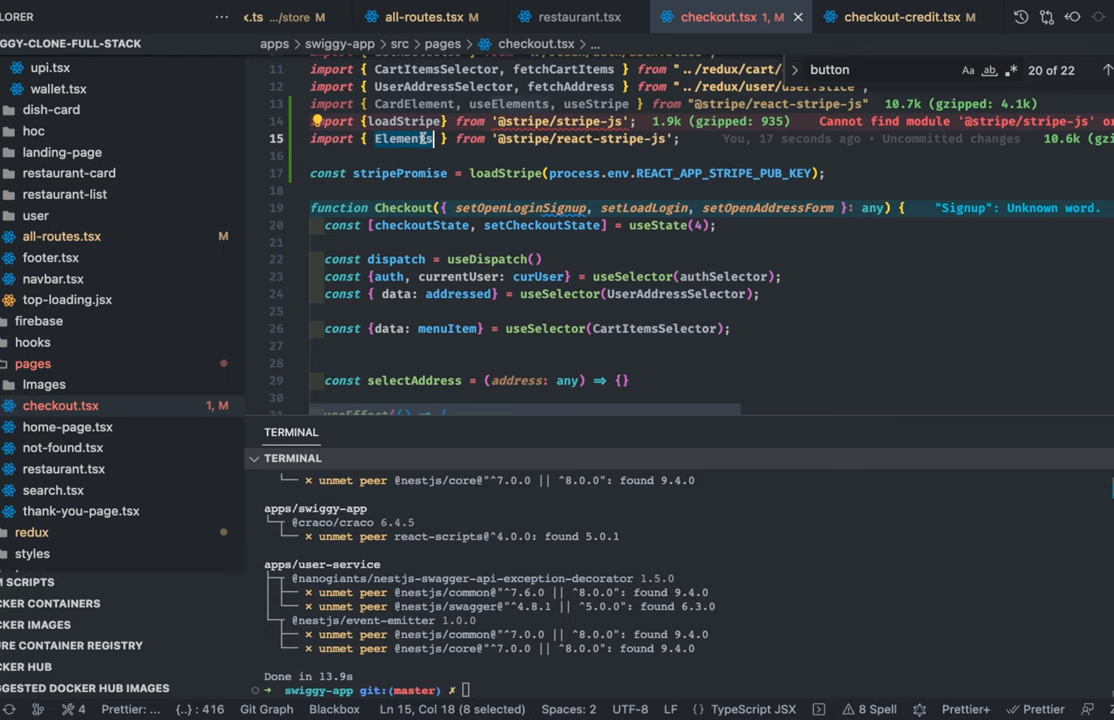 LORER
···
x.ts .../store M
all-routes.tsx M
restaurant.tsx
checkout.tsx 1, M ×
checkout-credit.tsx M
GGY-CLONE-FULL-STACK
apps > swiggy-app > src > pages > checkout.tsx > ...
upi.tsx
wallet.tsx
dish-card
hoc
landing-page
restaurant-card
restaurant-list
user
all-routes.tsx M
footer.tsx
navbar.tsx
top-loading.jsx
firebase
hooks
pages
Images
checkout.tsx 1, M
home-page.tsx
not-found.tsx
restaurant.tsx
search.tsx
thank-you-page.tsx
redux
styles
M SCRIPTS
CKER CONTAINERS
CKER IMAGES
URE CONTAINER REGISTRY
CKER HUB
GGESTED DOCKER HUB IMAGES
button Aa ab .* 20 of 22
11 import { CartItemsSelector, fetchCartItems } from "../redux/cart/
12 import { UserAddressSelector, fetchAddress } from "../redux/user/user.slice";
13 import { CardElement, useElements, useStripe } from "@stripe/react-stripe-js" 10.7k (gzipped: 4.1k)
14 import {loadStripe} from '@stripe/stripe-js'; 1.9k (gzipped: 935) Cannot find module '@stripe/stripe-js' or
15 import { Elements } from '@stripe/react-stripe-js'; You, 17 seconds ago • Uncommitted changes 10.6k (gz
16
17 const stripePromise = loadStripe(process.env.REACT_APP_STRIPE_PUB_KEY);
18
19 function Checkout({ setOpenLoginSignup, setLoadLogin, setOpenAddressForm }: any) { "Signup": Unknown word.
20 const [checkoutState, setCheckoutState] = useState(4);
21
22 const dispatch = useDispatch()
23 const {auth, currentUser: curUser} = useSelector(authSelector);
24 const { data: addressed} = useSelector(UserAddressSelector);
25
26 const {data: menuItem} = useSelector(CartItemsSelector);
27
28
29 const selectAddress = (address: any) ⇒ {}
30
31 useEffect(() ⇒ {
TERMINAL
TERMINAL
└── ✕ unmet peer @nestjs/core@"^7.0.0 || ^8.0.0": found 9.4.0
apps/swiggy-app
└─┬ @craco/craco 6.4.5
└── ✕ unmet peer react-scripts@^4.0.0: found 5.0.1
apps/user-service
├─┬ @nanogiants/nestjs-swagger-api-exception-decorator 1.5.0
│ ├── ✕ unmet peer @nestjs/common@"^7.6.0 || ^8.0.0": found 9.4.0
│ └── ✕ unmet peer @nestjs/swagger@"^4.8.1 || ^5.0.0": found 6.3.0
└─┬ @nestjs/event-emitter 1.0.0
├── ✕ unmet peer @nestjs/common@"^7.0.0 || ^8.0.0": found 9.4.0
└── ✕ unmet peer @nestjs/core@"^7.0.0 || ^8.0.0": found 9.4.0
Done in 13.9s
➜ swiggy-app git:(master) ✗
4 Prettier: ... {..} : 416 Git Graph Blackbox Ln 15, Col 18 (8 selected) Spaces: 2 UTF-8 LF {} TypeScript JSX 8 Spell Prettier+ Prettier